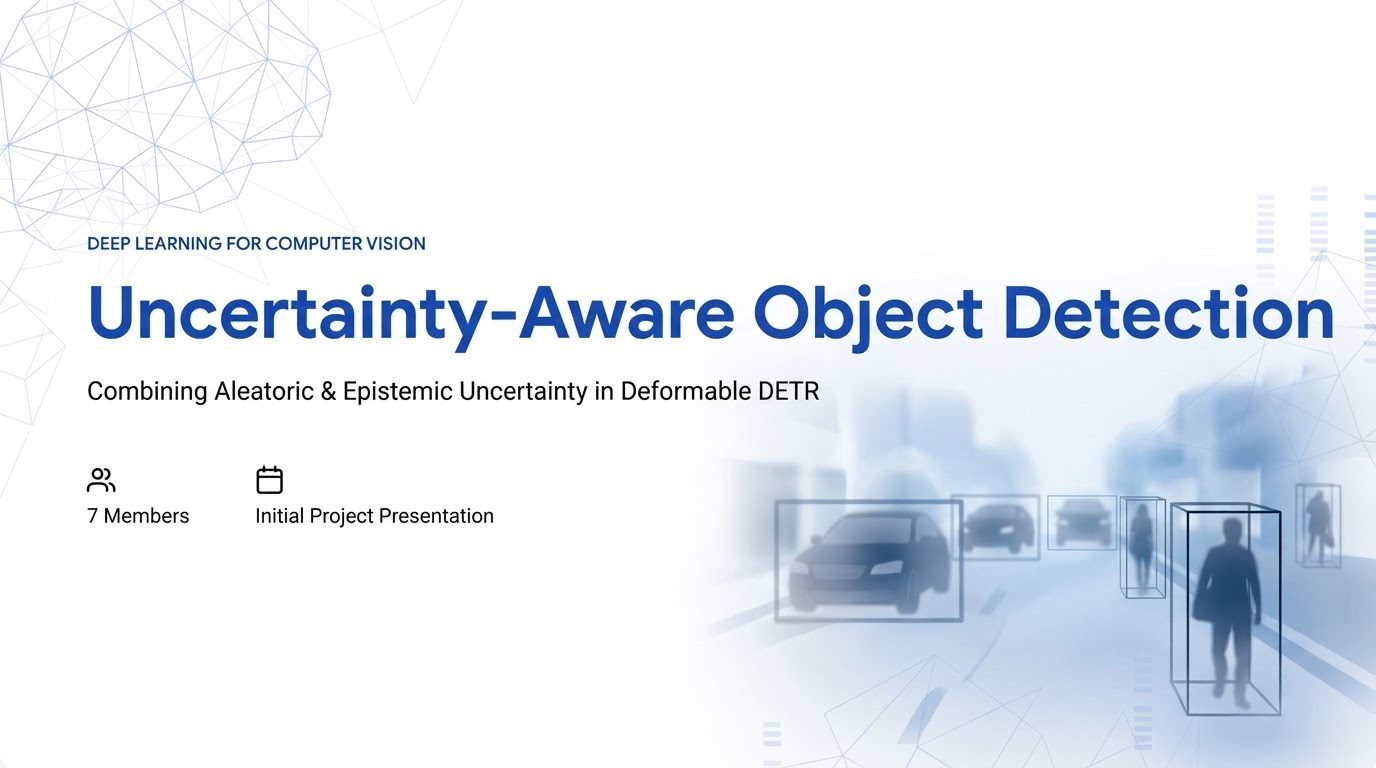 DEEP LEARNING FOR COMPUTER VISION
Uncertainty-Aware Object Detection
Combining Aleatoric & Epistemic Uncertainty in Deformable DETR
7 Members
Initial Project Presentation